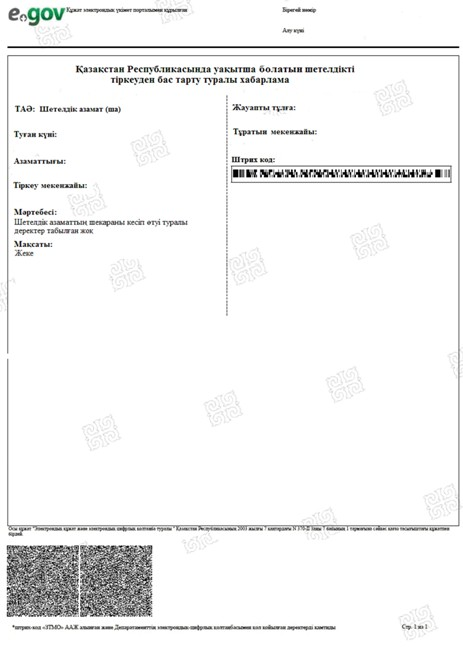 e.gov Құжат электрондық үкімет порталымен құрылған
Бірегей нөмір
Алу күні
Қазақстан Республикасында уақытша болатын шетелдікті
тіркеуден бас тарту туралы хабарлама
ТАӘ: Шетелдік азамат (ша)
Туған күні:
Азаматтығы:
Тіркеу мекенжайы:
Мәртебесі:
Шетелдік азаматтың шекараны кесіп өтуі туралы
деректер табылған жоқ
Мақсаты:
Жеке
Жауапты тұлға:
Тұратын мекенжайы:
Штрих код:
Осы құжат "Электрондық құжат және электрондық цифрлық қолтаңба туралы" Қазақстан Республикасының 2003 жылғы 7 қаңтардағы N 370-II Заңы 7 бабының 1 тармағына сәйкес қағаз тасығыштағы құжатпен
бірдей.
*штрих-код «ЗТМО» ААЖ алынған және Департаменттің электрондық-цифрлық қолтаңбасымен қол қойылған деректерді қамтиды
Стр. 1 из 1